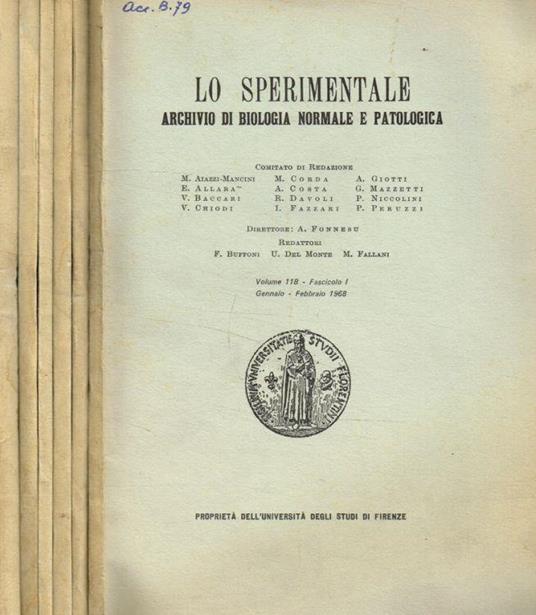 Acc. B. 79
LO SPERIMENTALE
ARCHIVIO DI BIOLOGIA NORMALE E PATOLOGICA
COMITATO DI REDAZIONE
M. AIAZZI-MANCINI M. CORDA A. GIOTTI
E. ALLARA A. COSTA G. MAZZETTI
V. BACCARI R. DAVOLI P. NICCOLINI
V. CHIODI I. FAZZARI P. PERUZZI
DIRETTORE: A. FONNESU
REDATTORI
F. BUFFONI U. DEL MONTE M. FALLANI
Volume 118 - Fascicolo I
Gennaio - Febbraio 1968
UNIVERSITATIS STVDII FLORENTINI
PROPRIETÀ DELL'UNIVERSITÀ DEGLI STUDI DI FIRENZE